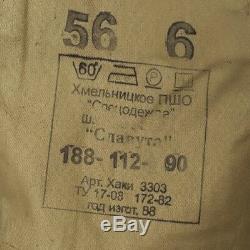 56 6
60 P
Хмельницкое ПШО
"Спецодежда"
ш.
"Славута"
188-112- 90
Арт. Хаки 3303
ТУ 17-08 172-82
год изгот. 88
ebay